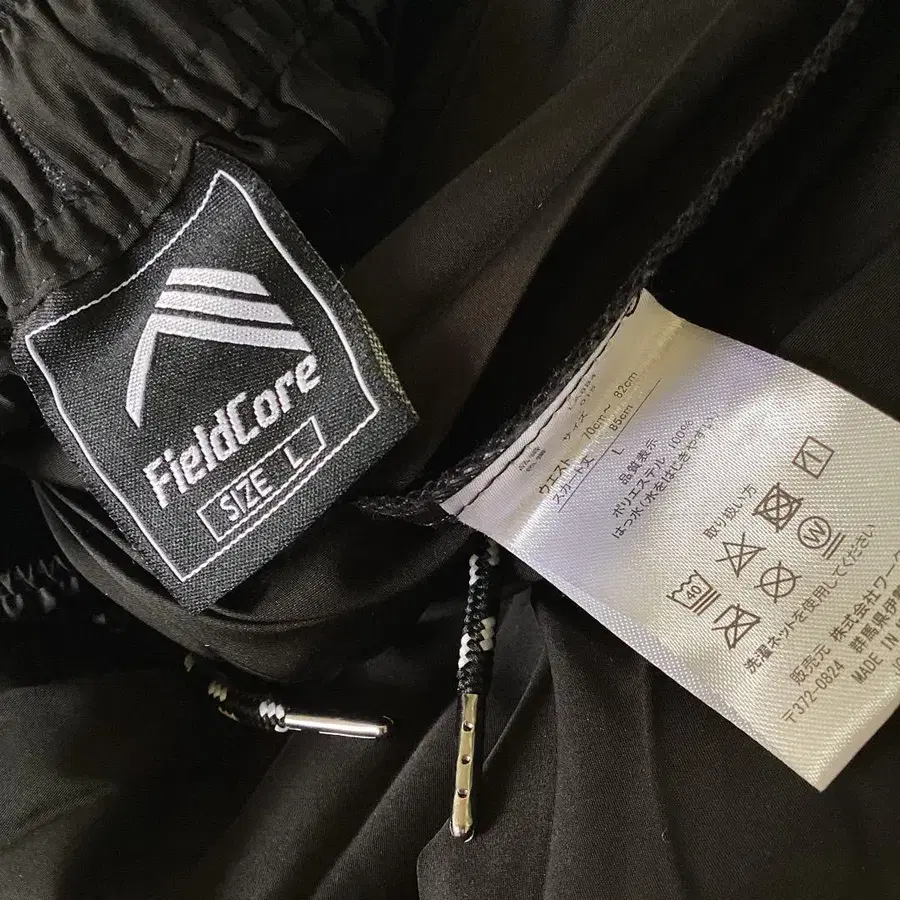 FieldCore
SIZE L
サイズ L
ウエスト 70cm～ 82cm
スカート丈 85cm
品質表示
ポリエステル 100%
はっ水(水をはじきやすい)
取り扱い方
40
W
洗濯ネットを使用してください
販売元 株式会社ワーク
群馬県伊勢
〒372-0824
MADE IN